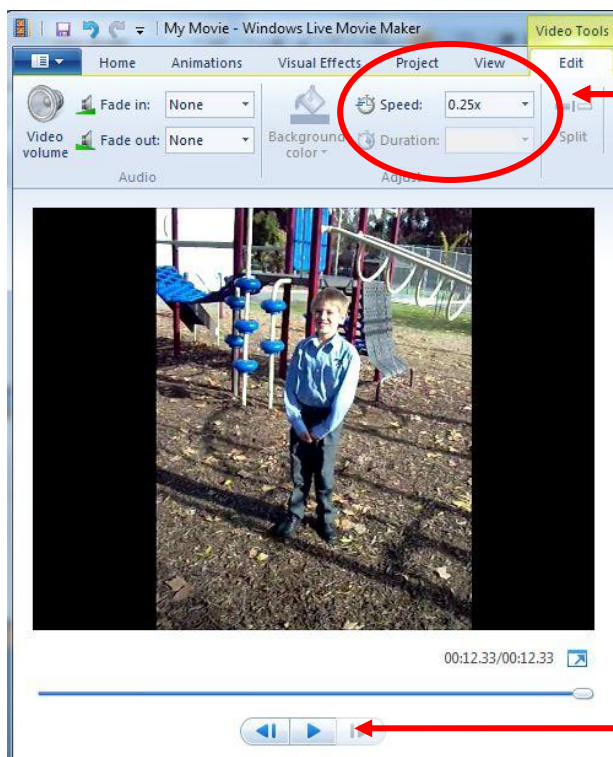 My Movie - Windows Live Movie Maker
Video Tools
Home Animations Visual Effects Project View Edit
Fade in: None
Speed: 0.25x
Video volume
Fade out: None
Background color
Duration:
Split
Audio
00:12.33/00:12.33